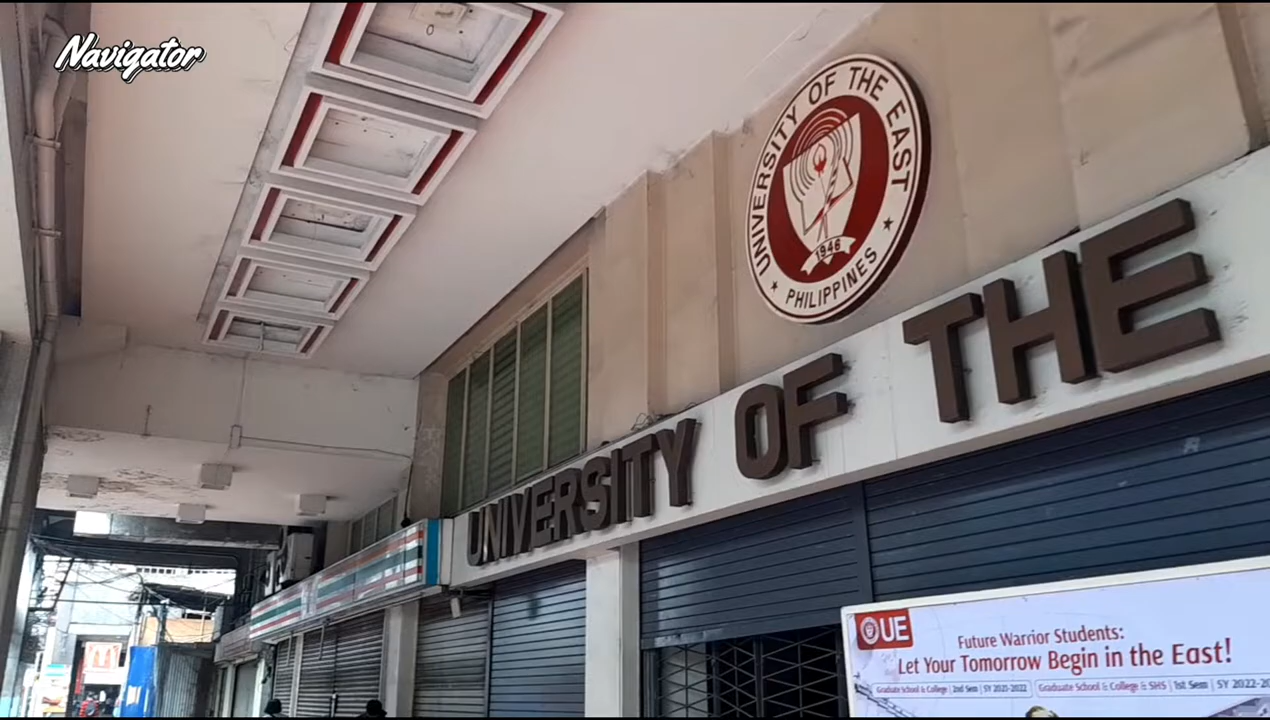 Navigator
UNIVERSITY OF THE EAST
1946
PHILIPPINES
UNIVERSITY OF THE
UE
Future Warrior Students:
Let Your Tomorrow Begin in the East!
Graduate School & College | 2nd Sem | SY 2021-2022
Graduate School & College & SHS | 1st Sem | SY 2022-20